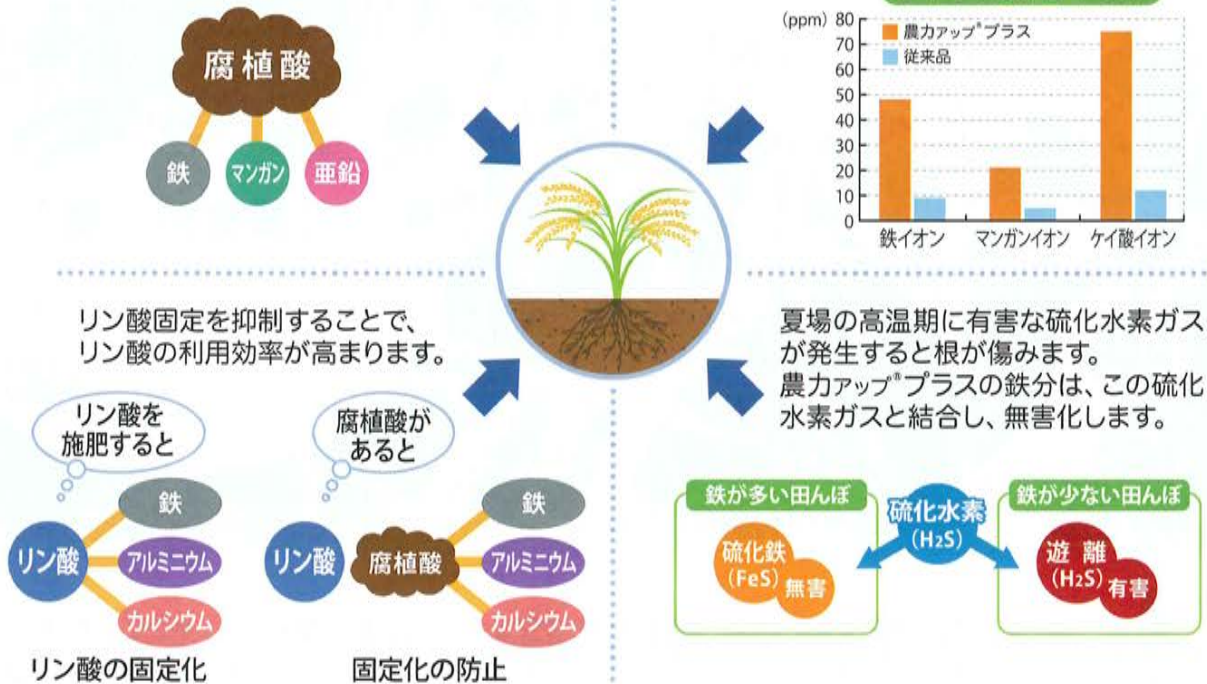 腐植酸
鉄
マンガン
亜鉛
(ppm)
80
70
60
50
40
30
20
10
0
農力アップ®プラス
従来品
鉄イオン
マンガンイオン
ケイ酸イオン
リン酸固定を抑制することで、
リン酸の利用効率が高まります。
リン酸を
施肥すると
腐植酸が
あると
リン酸
鉄
アルミニウム
カルシウム
リン酸の固定化
リン酸
腐植酸
鉄
アルミニウム
カルシウム
固定化の防止
夏場の高温期に有害な硫化水素ガス
が発生すると根が傷みます。
農力アップ®プラスの鉄分は、この硫化
水素ガスと結合し、無害化します。
鉄が多い田んぼ
硫化鉄
(FeS)
無害
硫化水素
(H2S)
鉄が少ない田んぼ
遊離
(H2S)
有害